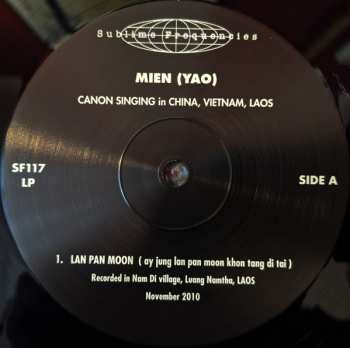 Sublime Frequencies
MIEN (YAO)
CANON SINGING in CHINA, VIETNAM, LAOS
SF117
LP
SIDE A
1. LAN PAN MOON ( ay jung lan pan moon khon tang di tai )
Recorded in Nam Di village, Luang Namtha, LAOS
November 2010